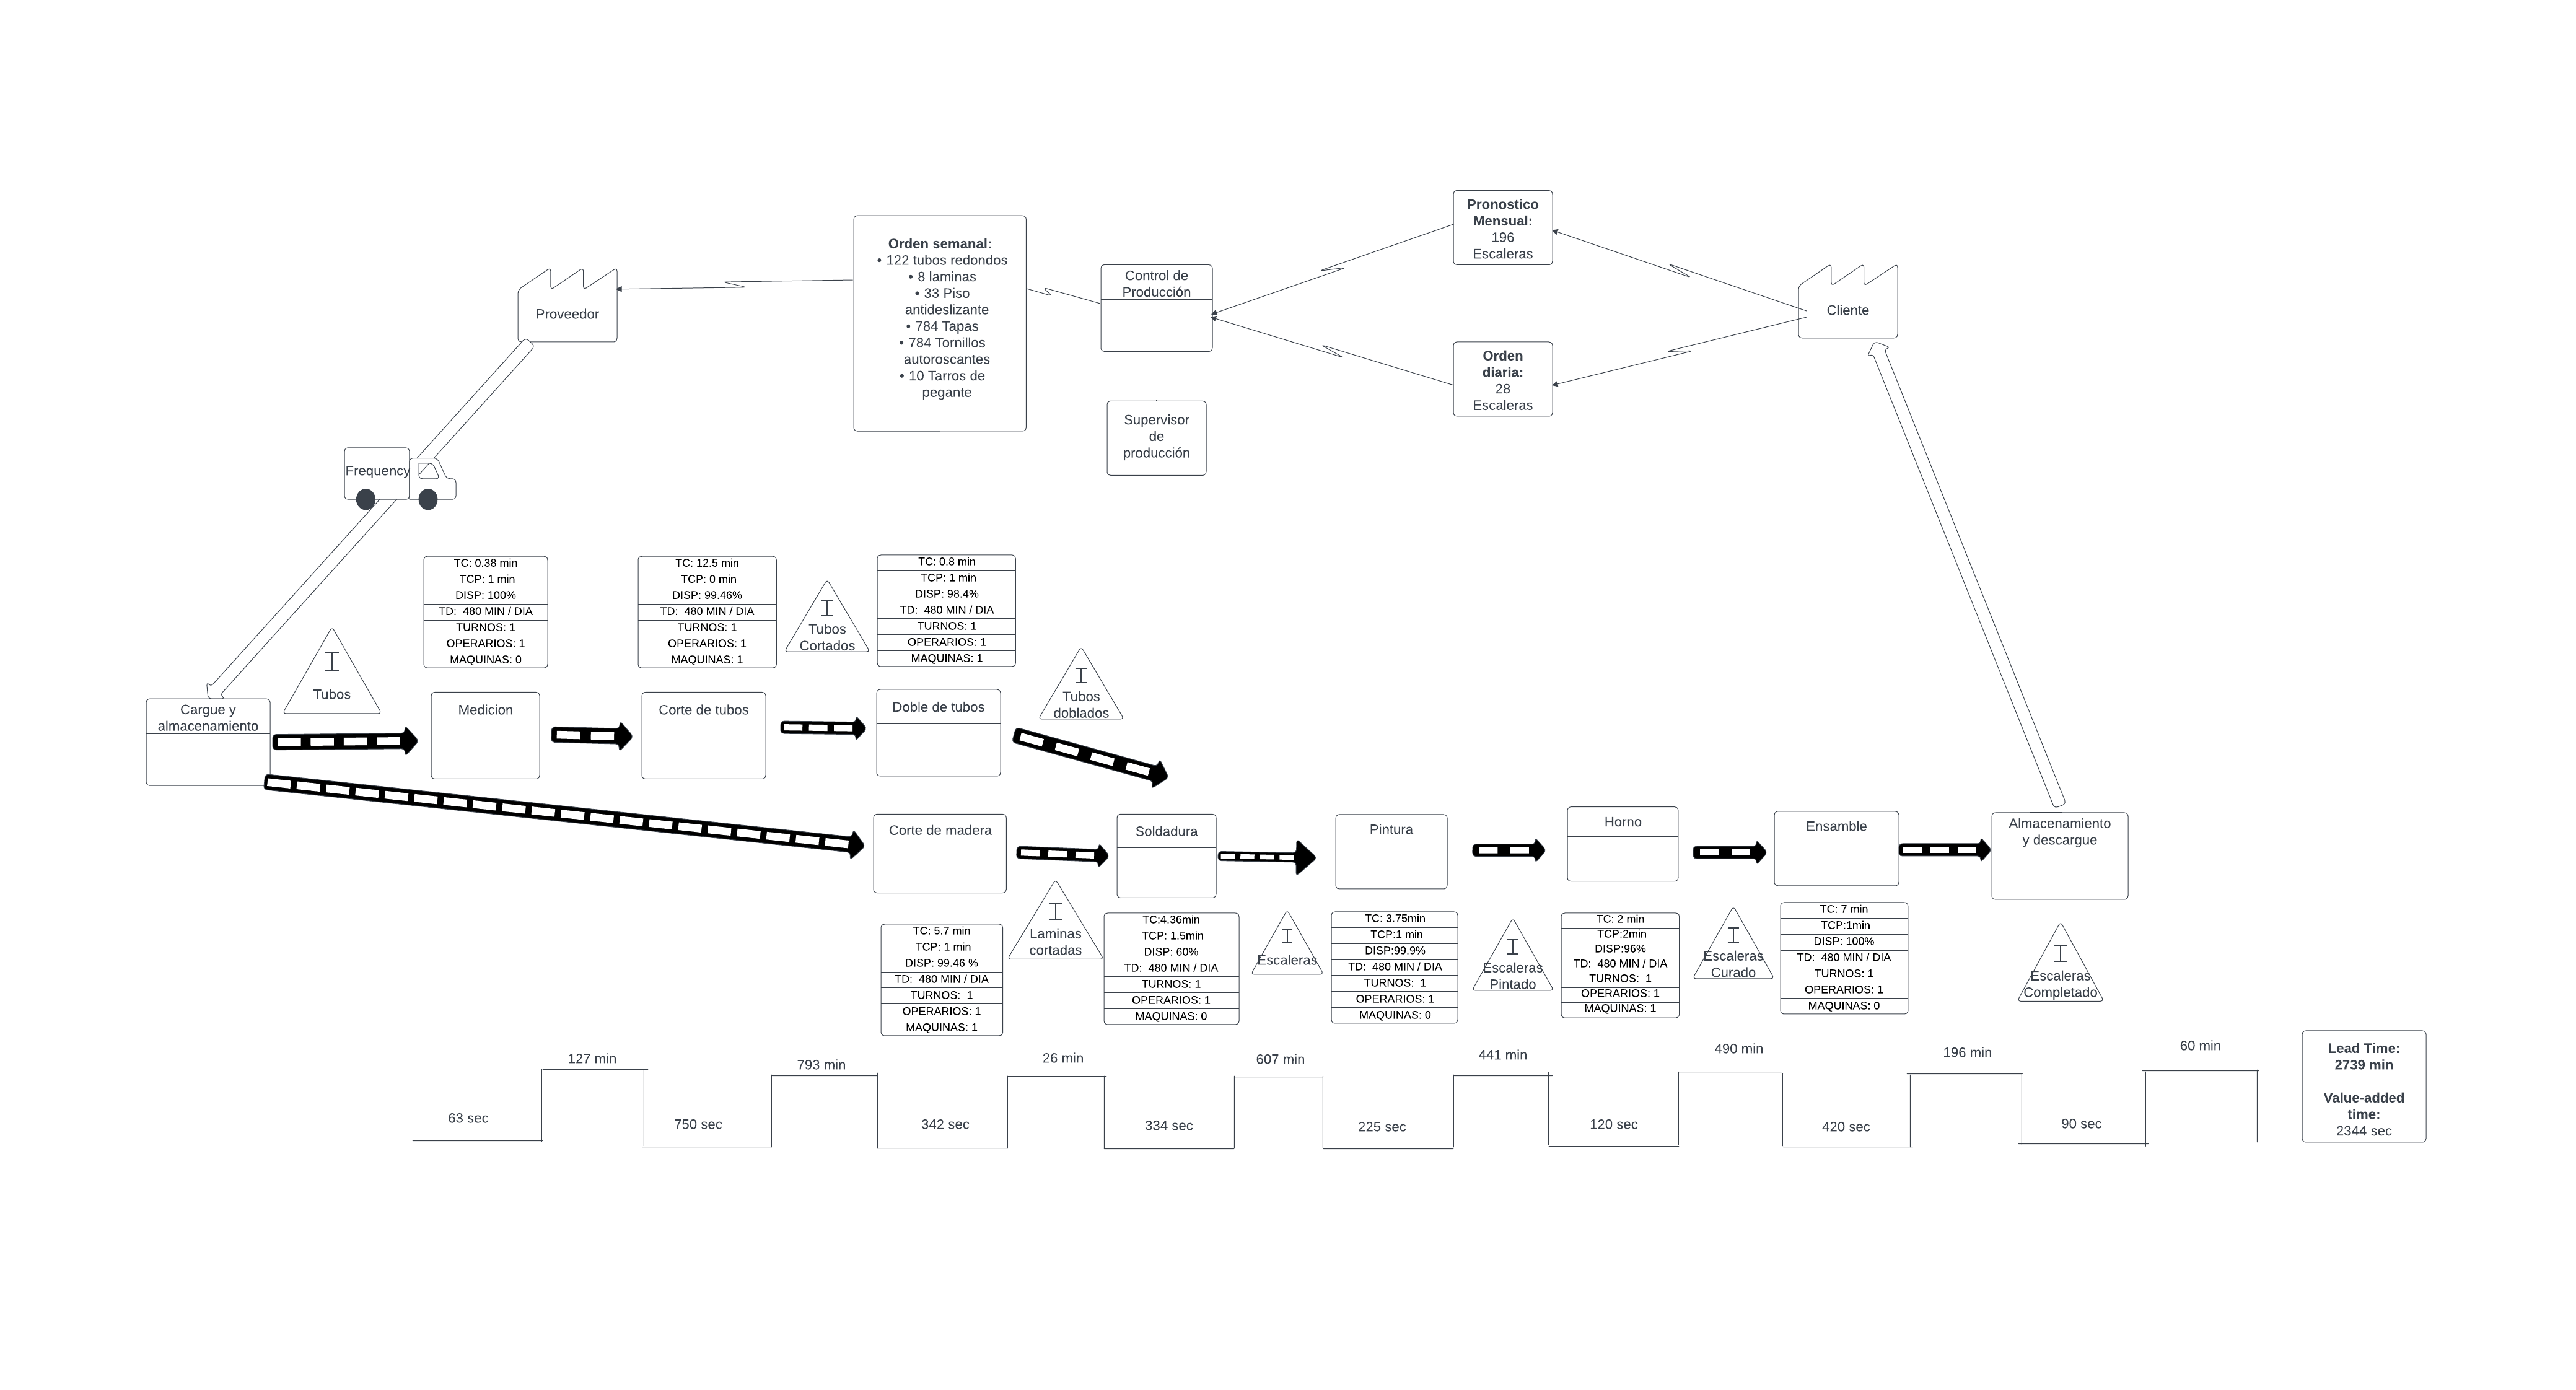 Pronostico
Mensual:
196
Escaleras
Orden semanal:
• 122 tubos redondos
• 8 laminas
• 33 Piso
antideslizante
• 784 Tapas
• 784 Tornillos
autoroscantes
• 10 Tarros de
pegante
Control de
Producción
Proveedor
Cliente
Orden
diaria:
28
Escaleras
Supervisor
de
producción
Frequency
TC: 0.38 min
TCP: 1 min
DISP: 100%
TD: 480 MIN / DIA
TURNOS: 1
OPERARIOS: 1
MAQUINAS: 0
TC: 12.5 min
TCP: 0 min
DISP: 99.46%
TD: 480 MIN / DIA
TURNOS: 1
OPERARIOS: 1
MAQUINAS: 1
Tubos
Cortados
TC: 0.8 min
TCP: 1 min
DISP: 98.4%
TD: 480 MIN / DIA
TURNOS: 1
OPERARIOS: 1
MAQUINAS: 1
Tubos
Tubos
doblados
Cargue y
almacenamiento
Medicion
Corte de tubos
Doble de tubos
Corte de madera
Soldadura
Pintura
Horno
Ensamble
Almacenamiento
y descargue
TC: 5.7 min
TCP: 1 min
DISP: 99.46 %
TD: 480 MIN / DIA
TURNOS: 1
OPERARIOS: 1
MAQUINAS: 1
Laminas
cortadas
TC:4.36min
TCP: 1.5min
DISP: 60%
TD: 480 MIN / DIA
TURNOS: 1
OPERARIOS: 1
MAQUINAS: 0
Escaleras
TC: 3.75min
TCP:1 min
DISP:99.9%
TD: 480 MIN / DIA
TURNOS: 1
OPERARIOS: 1
MAQUINAS: 0
Escaleras
Pintado
TC: 2 min
TCP:2min
DISP:96%
TD: 480 MIN / DIA
TURNOS: 1
OPERARIOS: 1
MAQUINAS: 1
Escaleras
Curado
TC: 7 min
TCP:1min
DISP: 100%
TD: 480 MIN / DIA
TURNOS: 1
OPERARIOS: 1
MAQUINAS: 0
Escaleras
Completado
63 sec
127 min
750 sec
793 min
342 sec
26 min
334 sec
607 min
225 sec
441 min
120 sec
490 min
420 sec
196 min
90 sec
60 min
Lead Time:
2739 min
Value-added
time:
2344 sec